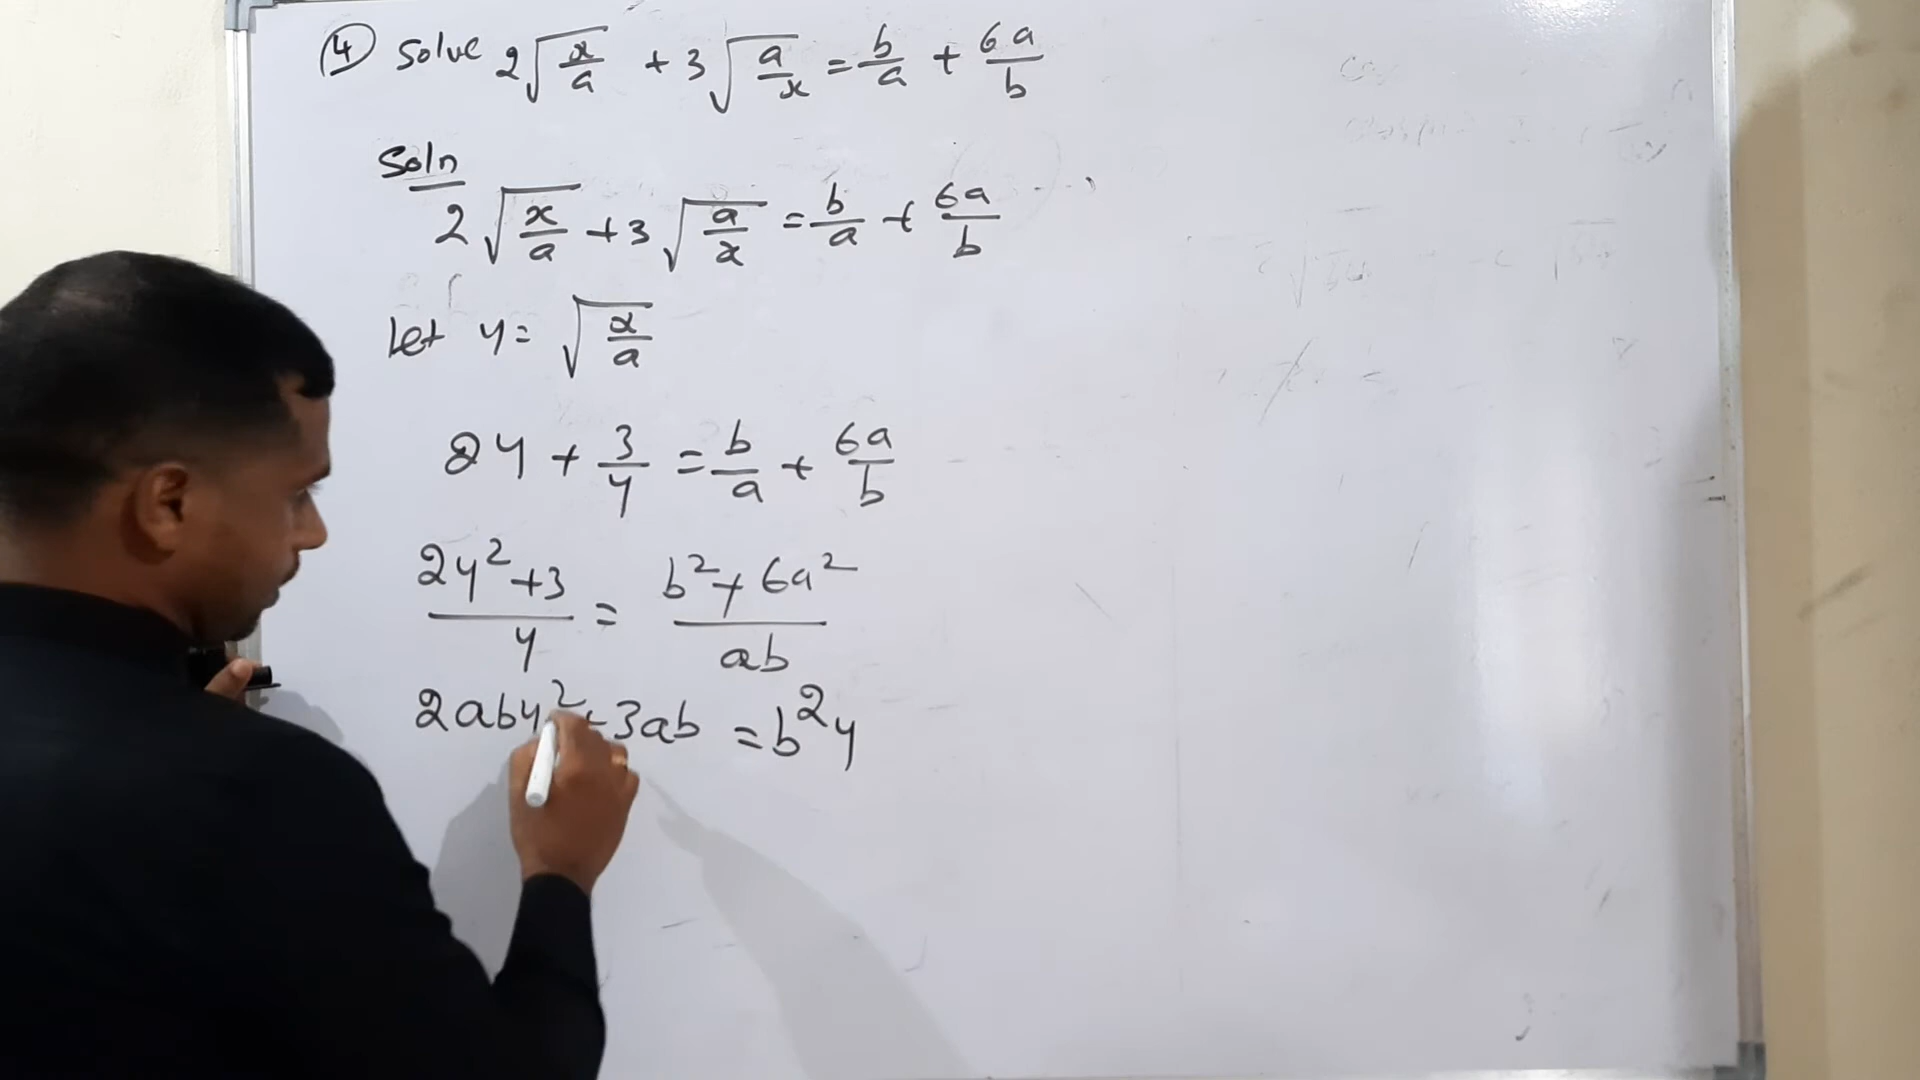 ④ Solve 2√(x/a) + 3√(a/x) = b/a + 6a/b
Soln
2√(x/a) + 3√(a/x) = b/a + 6a/b
Let y = √(x/a)
2y + 3/y = b/a + 6a/b
(2y² + 3)/y = (b² + 6a²)/ab
2aby² + 3ab = b²y